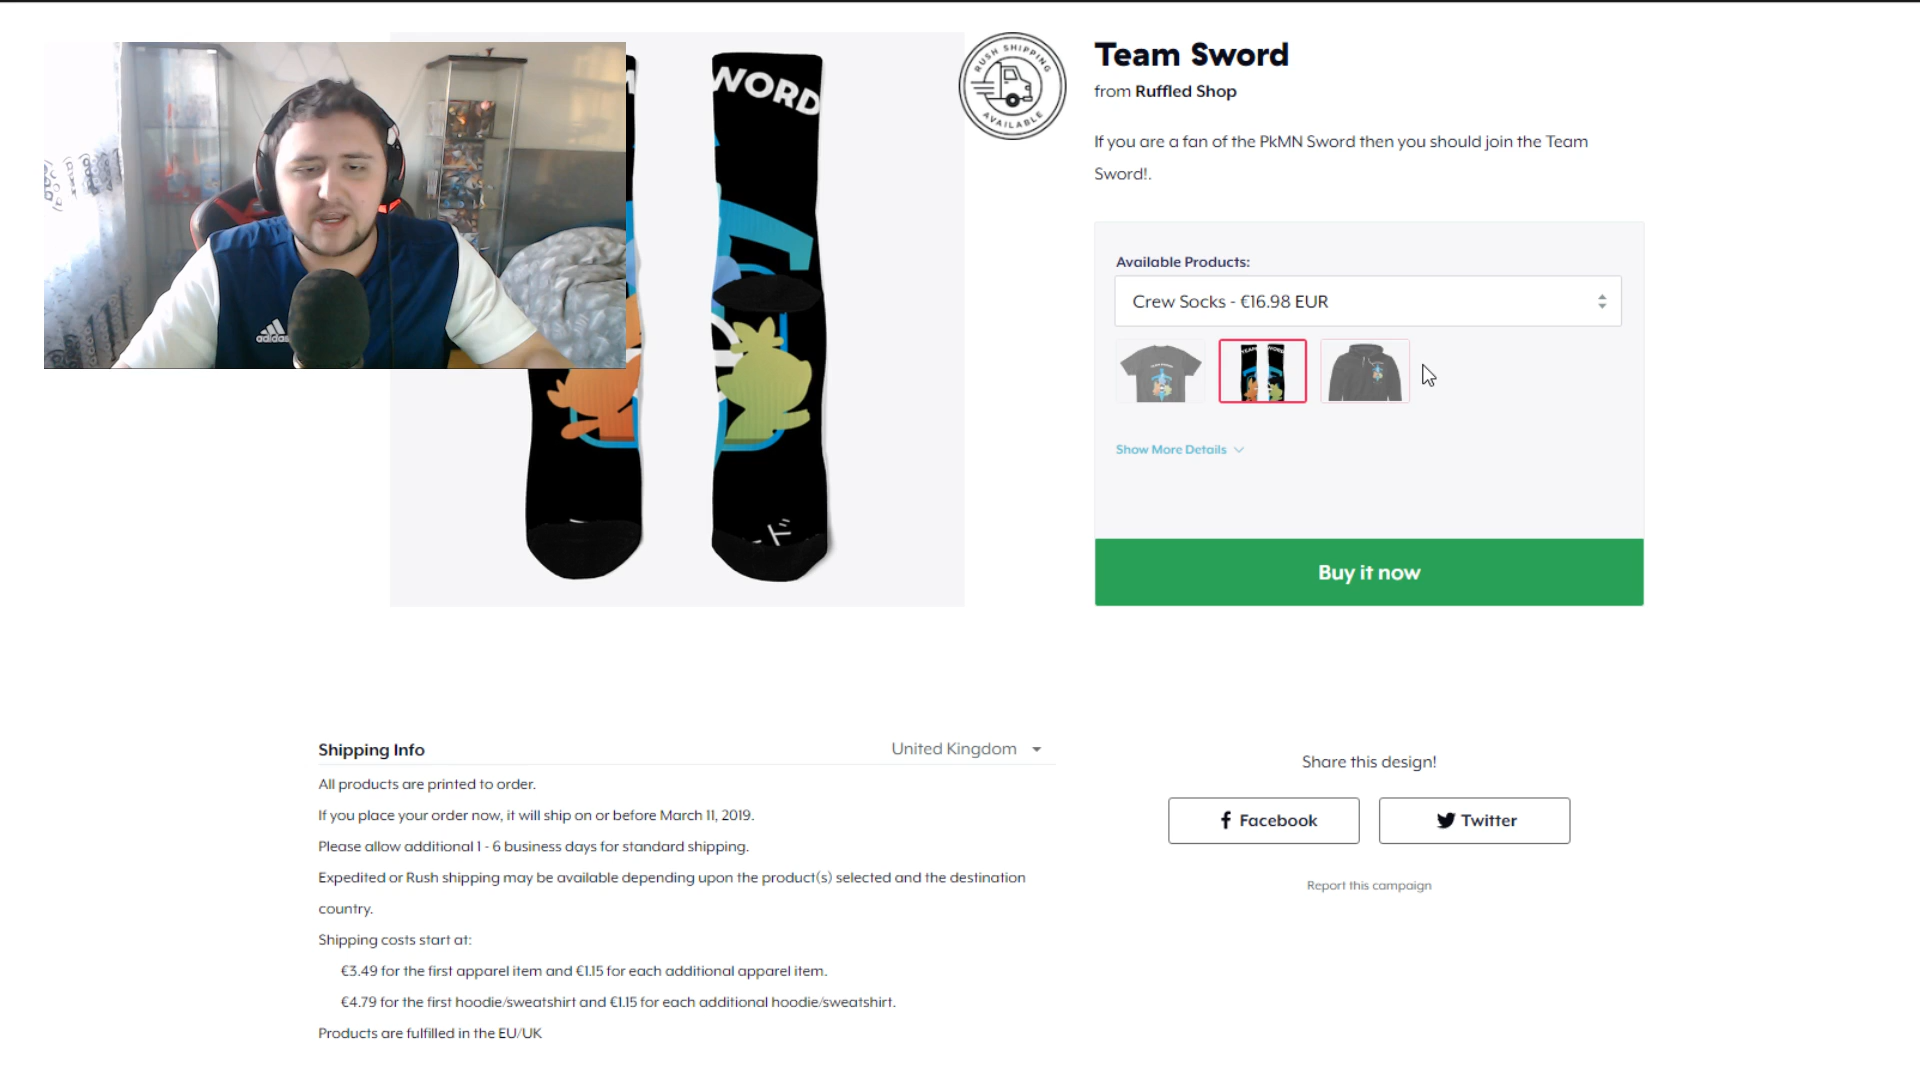 WORD
ド
adidas
RUSH SHIPPING
AVAILABLE
Team Sword
from Ruffled Shop
If you are a fan of the PkMN Sword then you should join the Team
Sword!.
Available Products:
Crew Socks - €16.98 EUR
Show More Details
Buy it now
Shipping Info
United Kingdom
All products are printed to order.
If you place your order now, it will ship on or before March 11, 2019.
Please allow additional 1 - 6 business days for standard shipping.
Expedited or Rush shipping may be available depending upon the product(s) selected and the destination
country.
Shipping costs start at:
€3.49 for the first apparel item and €1.15 for each additional apparel item.
€4.79 for the first hoodie/sweatshirt and €1.15 for each additional hoodie/sweatshirt.
Products are fulfilled in the EU/UK
Share this design!
Facebook
Twitter
Report this campaign